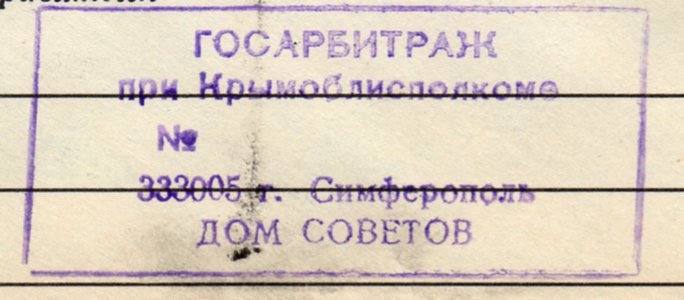 ГОСАРБИТРАЖ
при Крымоблисполкоме
№
333005 г. Симферополь
ДОМ СОВЕТОВ